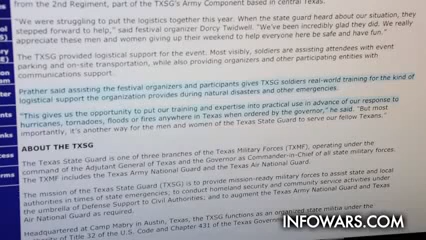 from the 2nd Regiment, part of the TXSG's Army Component based in central Texas.
"We were struggling to put the logistics together this year. When the state guard heard about our situation, they
stepped forward to help," said festival organizer Dorcy Twidwell. "We've been incredibly glad they did. We really
appreciate these men and women giving up their weekend to help everyone here be safe and have fun."
The TXSG provided logistical support for the event. Most visibly, soldiers are assisting attendees with event
parking and on-site transportation, while also providing organizers and other participating entities with
communications support.
Prather said assisting the festival organizers and participants gives TXSG soldiers real-world training for the kind of
logistical support the organization provides during natural disasters and other emergencies.
"This gives us the opportunity to put our training and expertise into practical use in advance of our response to
hurricanes, tornadoes, floods or fires anywhere in Texas when ordered by the governor," he said. "But most
importantly, it's another way for the men and women of the Texas State Guard to serve our fellow Texans."
ABOUT THE TXSG
The Texas State Guard is one of three branches of the Texas Military Forces (TXMF), operating under the
command of the Adjutant General of Texas and the Governor as Commander-in-Chief of all state military forces.
The TXMF includes the Texas Army National Guard and the Texas Air National Guard.
The mission of the Texas State Guard (TXSG) is to provide mission-ready military forces to assist state and local
authorities in times of state emergencies; to conduct homeland security and community service activities under
the umbrella of Defense Support to Civil Authorities; and to augment the Texas Army National Guard and Texas
Air National Guard as required.
Headquartered at Camp Mabry in Austin, Texas, the TXSG functions as an organized state militia under the
of Title 32 of the U.S. Code and Chapter 431 of the Texas
INFOWARS.COM